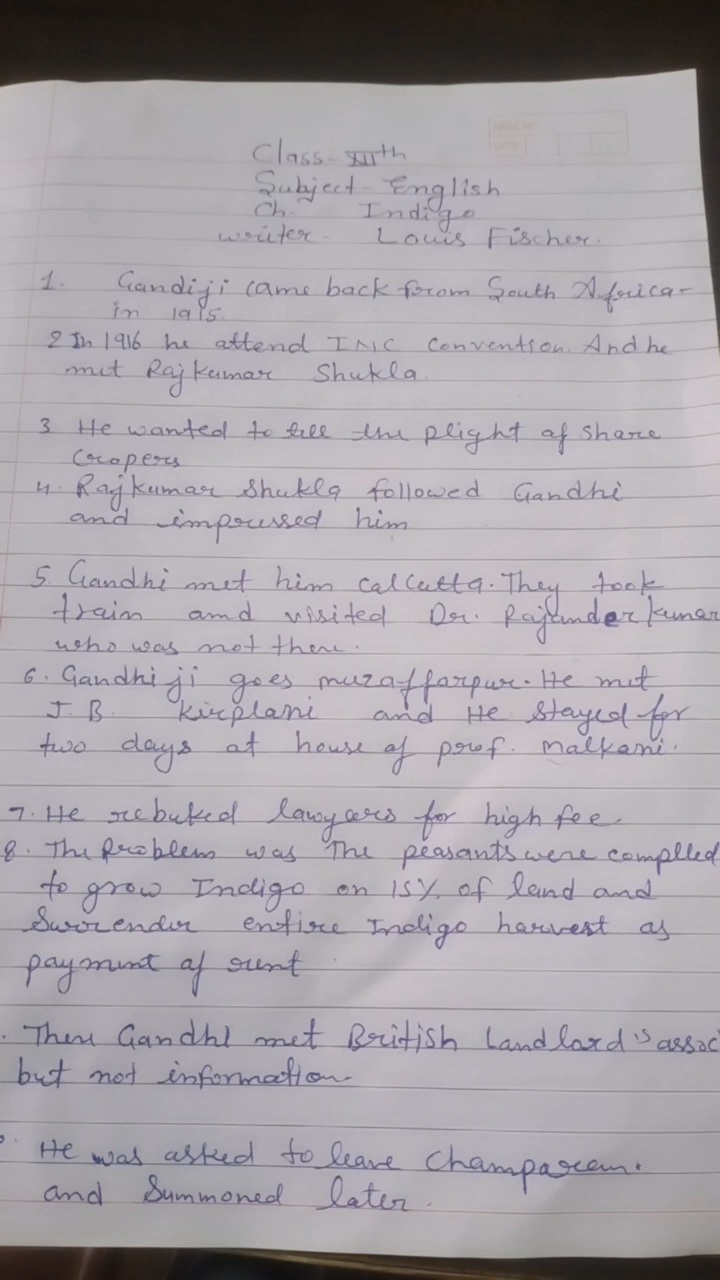 PAGE NO.
DATE
Class - XIIth
Subject - English
Ch- Indigo
writer - Louis Fischer.
1. Gandiji came back from South Africa -
in 1915.
2 In 1916 he attend INC Convention. And he
met Rajkumar Shukla.
3 He wanted to tell the plight of share
Cropers
4. Rajkumar Shukla followed Gandhi
and impressed him
5. Gandhi met him Calcutta. They took
train and visited Dr. Rajender kumar
who was not there.
6. Gandhiji goes muzaffarpur. He met
J.B. kirplani and He stayed for
two days at house of prof. malkani.
7. He rebuked lawyers for high fee.
8. The Problem was The peasants were complled
to grow Indigo on 15% of land and
Surrender entire Indigo harvest as
payment of rent
. Then Gandhi met British Landlord's assoc
but not information.
He was asked to leave Champaran.
and Summoned later.